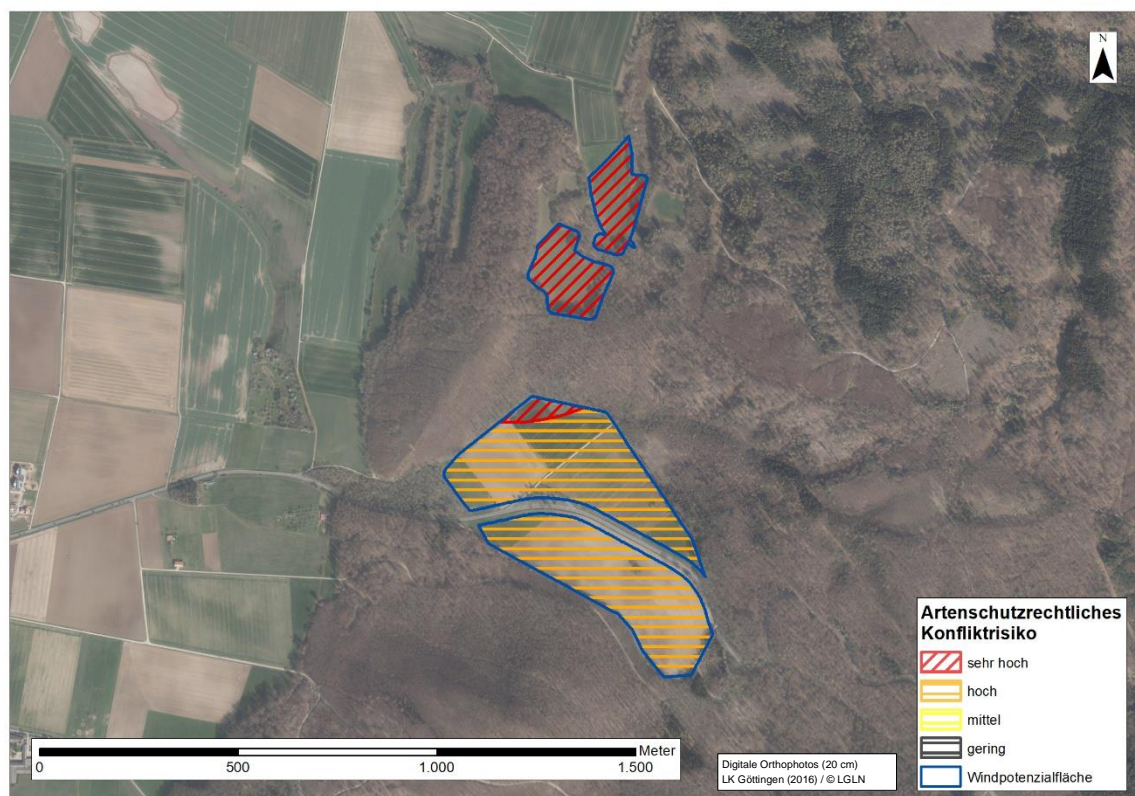 N
Artenschutzrechtliches
Konfliktrisiko
sehr hoch
hoch
mittel
gering
Windpotenzialfläche
Meter
0 500 1.000 1.500
Digitale Orthophotos (20 cm)
LK Göttingen (2016) / © LGLN